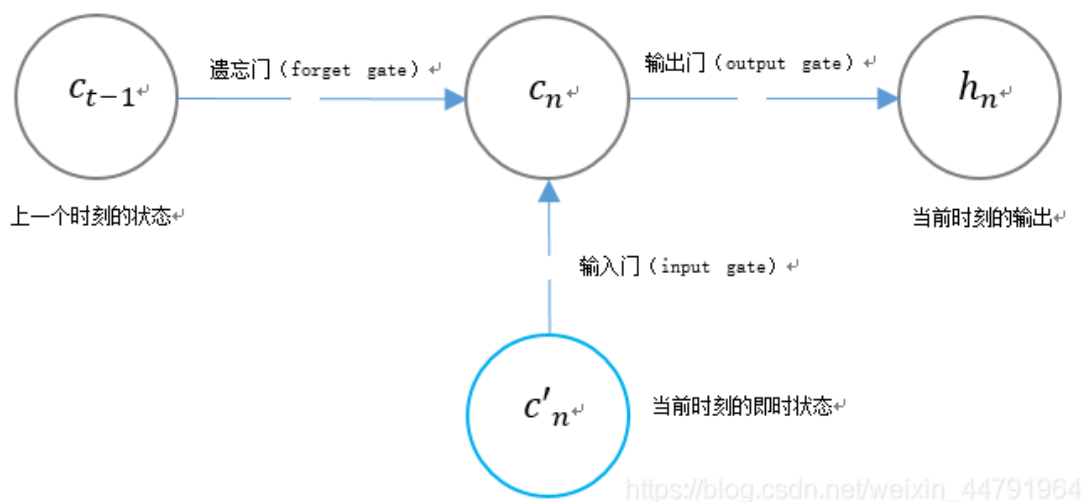 c_{t-1}
遗忘门（forget gate）
c_n
输出门（output gate）
h_n
上一个时刻的状态
当前时刻的输出
输入门（input gate）
c'_n
当前时刻的即时状态
https://blog.csdn.net/weixin_44791964